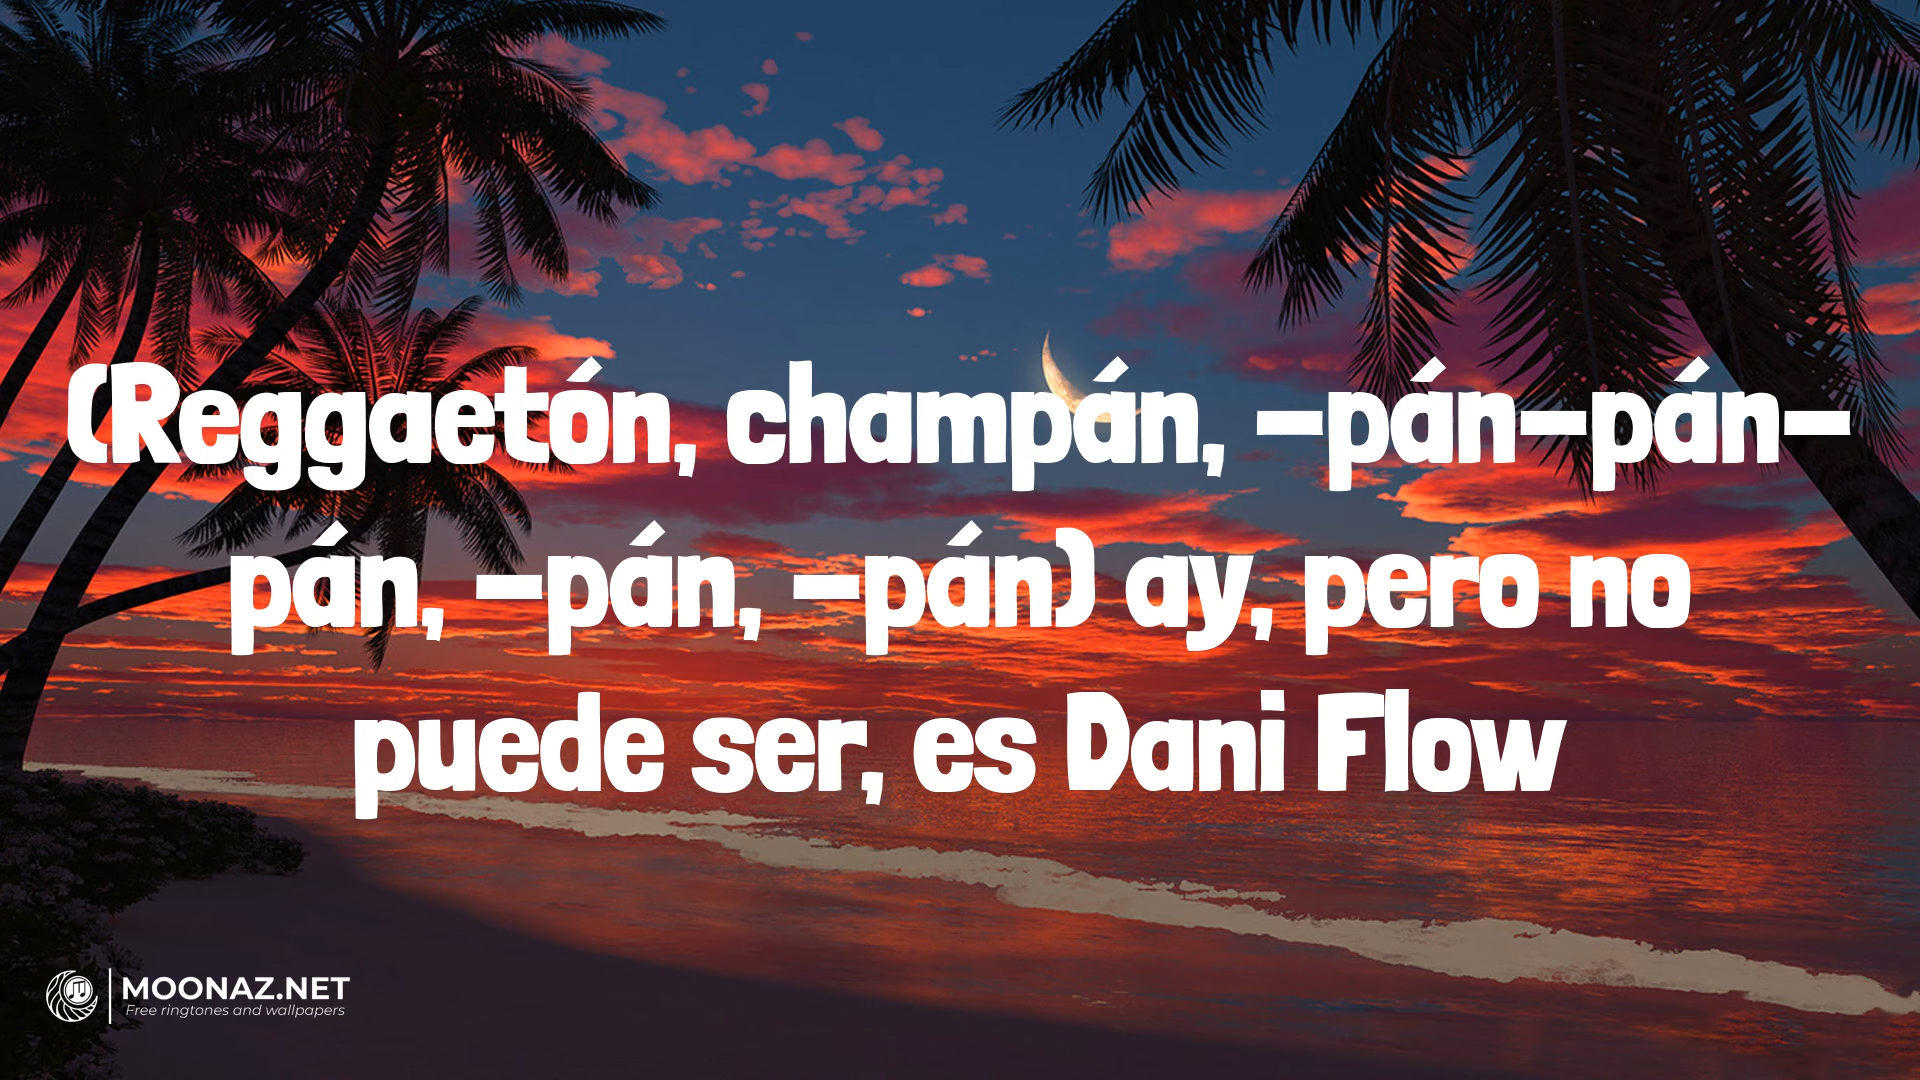 (Reggaetón, champán, -pán-pán-
pán, -pán, -pán) ay, pero no
puede ser, es Dani Flow
MOONAZ.NET
Free ringtones and wallpapers